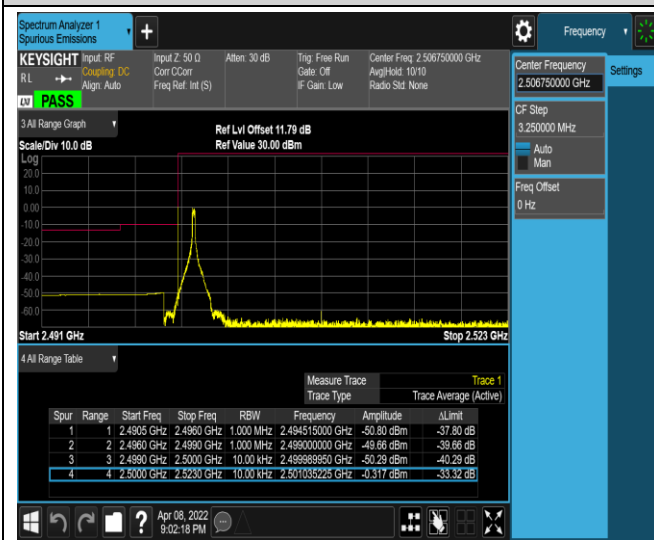 Spectrum Analyzer 1
Spurious Emissions
Frequency
KEYSIGHT
Input: RF
Input Z: 50 Ω
Atten: 30 dB
Trig: Free Run
Center Freq: 2.506750000 GHz
RL
Coupling: DC
Corr CCorr
Gate: Off
Avg|Hold: 10/10
Align: Auto
Freq Ref: Int (S)
IF Gain: Low
Radio Std: None
LXI
PASS
Center Frequency
2.506750000 GHz
Settings
CF Step
3.250000 MHz
Auto
Man
Freq Offset
0 Hz
3 All Range Graph
Ref Lvl Offset 11.79 dB
Scale/Div 10.0 dB
Ref Value 30.00 dBm
Log
20.0
10.0
0.00
-10.0
-20.0
-30.0
-40.0
-50.0
-60.0
Start 2.491 GHz
Stop 2.523 GHz
4 All Range Table
Measure Trace Trace 1
Trace Type Trace Average (Active)
Spur Range Start Freq Stop Freq RBW Frequency Amplitude ΔLimit
1 1 2.4905 GHz 2.4960 GHz 1.000 MHz 2.494515000 GHz -50.80 dBm -37.80 dB
2 2 2.4960 GHz 2.4990 GHz 1.000 MHz 2.499000000 GHz -49.66 dBm -39.66 dB
3 3 2.4990 GHz 2.5000 GHz 10.00 kHz 2.499989950 GHz -50.29 dBm -40.29 dB
4 4 2.5000 GHz 2.5230 GHz 10.00 kHz 2.501035225 GHz -0.317 dBm -33.32 dB
Apr 08, 2022
9:02:18 PM